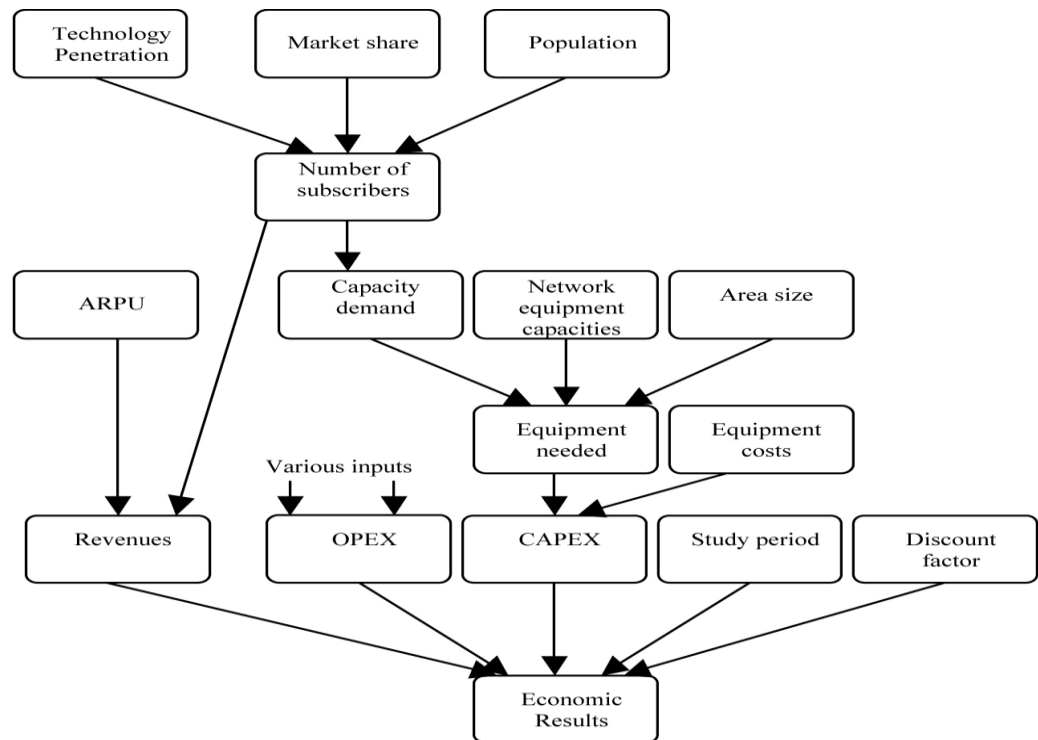 Technology
Penetration
Market share
Population
Number of
subscribers
ARPU
Capacity
demand
Network
equipment
capacities
Area size
Equipment
needed
Equipment
costs
Various inputs
Revenues
OPEX
CAPEX
Study period
Discount
factor
Economic
Results